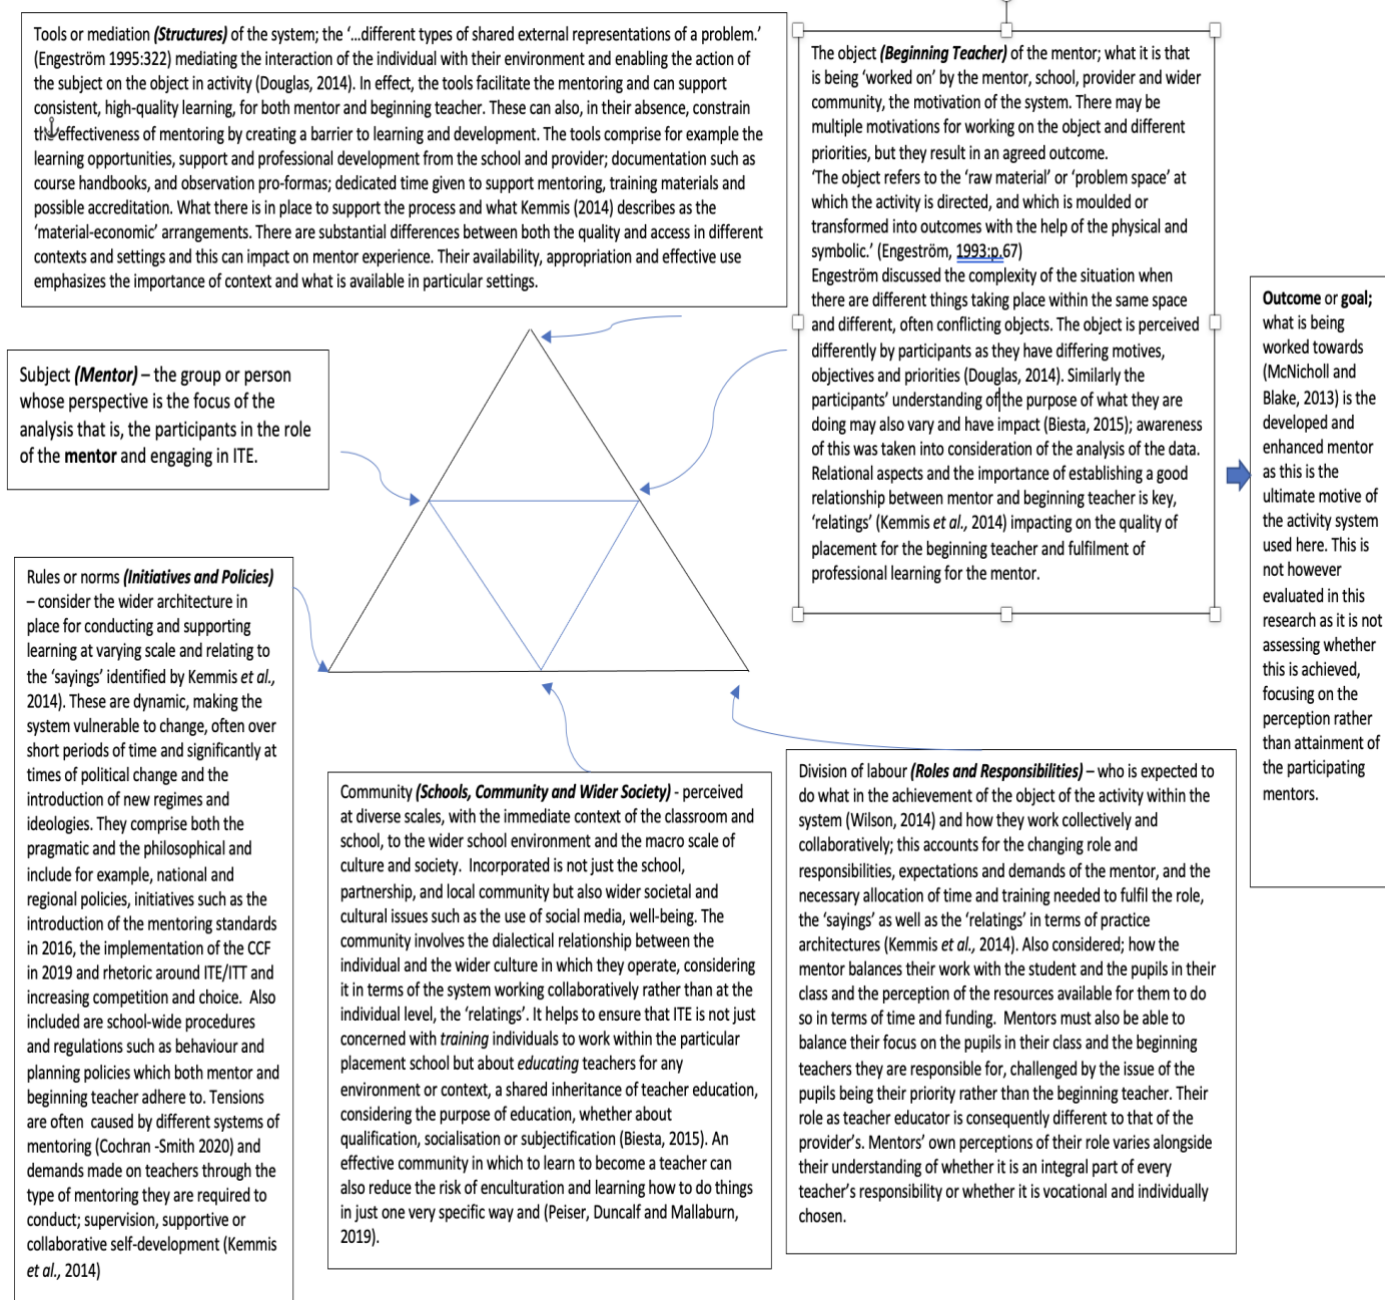 Tools or mediation (Structures) of the system; the ‘...different types of shared external representations of a problem.’
(Engeström 1995:322) mediating the interaction of the individual with their environment and enabling the action of
the subject on the object in activity (Douglas, 2014). In effect, the tools facilitate the mentoring and can support
consistent, high-quality learning, for both mentor and beginning teacher. These can also, in their absence, constrain
the effectiveness of mentoring by creating a barrier to learning and development. The tools comprise for example the
learning opportunities, support and professional development from the school and provider; documentation such as
course handbooks, and observation pro-formas; dedicated time given to support mentoring, training materials and
possible accreditation. What there is in place to support the process and what Kemmis (2014) describes as the
‘material-economic’ arrangements. There are substantial differences between both the quality and access in different
contexts and settings and this can impact on mentor experience. Their availability, appropriation and effective use
emphasizes the importance of context and what is available in particular settings.
The object (Beginning Teacher) of the mentor; what it is that
is being ‘worked on’ by the mentor, school, provider and wider
community, the motivation of the system. There may be
multiple motivations for working on the object and different
priorities, but they result in an agreed outcome.
‘The object refers to the ‘raw material’ or ‘problem space’ at
which the activity is directed, and which is moulded or
transformed into outcomes with the help of the physical and
symbolic.’ (Engeström, 1993:p.67)
Engeström discussed the complexity of the situation when
there are different things taking place within the same space
and different, often conflicting objects. The object is perceived
differently by participants as they have differing motives,
objectives and priorities (Douglas, 2014). Similarly the
participants’ understanding of the purpose of what they are
doing may also vary and have impact (Biesta, 2015); awareness
of this was taken into consideration of the analysis of the data.
Relational aspects and the importance of establishing a good
relationship between mentor and beginning teacher is key,
‘relatings’ (Kemmis et al., 2014) impacting on the quality of
placement for the beginning teacher and fulfilment of
professional learning for the mentor.
Outcome or goal;
what is being
worked towards
(McNicholl and
Blake, 2013) is the
developed and
enhanced mentor
as this is the
ultimate motive of
the activity system
used here. This is
not however
evaluated in this
research as it is not
assessing whether
this is achieved,
focusing on the
perception rather
than attainment of
the participating
mentors.
Subject (Mentor) – the group or person
whose perspective is the focus of the
analysis that is, the participants in the role
of the mentor and engaging in ITE.
Rules or norms (Initiatives and Policies)
– consider the wider architecture in
place for conducting and supporting
learning at varying scale and relating to
the ‘sayings’ identified by Kemmis et al.,
2014). These are dynamic, making the
system vulnerable to change, often over
short periods of time and significantly at
times of political change and the
introduction of new regimes and
ideologies. They comprise both the
pragmatic and the philosophical and
include for example, national and
regional policies, initiatives such as the
introduction of the mentoring standards
in 2016, the implementation of the CCF
in 2019 and rhetoric around ITE/ITT and
increasing competition and choice. Also
included are school-wide procedures
and regulations such as behaviour and
planning policies which both mentor and
beginning teacher adhere to. Tensions
are often caused by different systems of
mentoring (Cochran -Smith 2020) and
demands made on teachers through the
type of mentoring they are required to
conduct; supervision, supportive or
collaborative self-development (Kemmis
et al., 2014)
Community (Schools, Community and Wider Society) - perceived
at diverse scales, with the immediate context of the classroom and
school, to the wider school environment and the macro scale of
culture and society. Incorporated is not just the school,
partnership, and local community but also wider societal and
cultural issues such as the use of social media, well-being. The
community involves the dialectical relationship between the
individual and the wider culture in which they operate, considering
it in terms of the system working collaboratively rather than at the
individual level, the ‘relatings’. It helps to ensure that ITE is not just
concerned with training individuals to work within the particular
placement school but about educating teachers for any
environment or context, a shared inheritance of teacher education,
considering the purpose of education, whether about
qualification, socialisation or subjectification (Biesta, 2015). An
effective community in which to learn to become a teacher can
also reduce the risk of enculturation and learning how to do things
in just one very specific way and (Peiser, Duncalf and Mallaburn,
2019).
Division of labour (Roles and Responsibilities) – who is expected to
do what in the achievement of the object of the activity within the
system (Wilson, 2014) and how they work collectively and
collaboratively; this accounts for the changing role and
responsibilities, expectations and demands of the mentor, and the
necessary allocation of time and training needed to fulfil the role,
the ‘sayings’ as well as the ‘relatings’ in terms of practice
architectures (Kemmis et al., 2014). Also considered; how the
mentor balances their work with the student and the pupils in their
class and the perception of the resources available for them to do
so in terms of time and funding. Mentors must also be able to
balance their focus on the pupils in their class and the beginning
teachers they are responsible for, challenged by the issue of the
pupils being their priority rather than the beginning teacher. Their
role as teacher educator is consequently different to that of the
provider’s. Mentors’ own perceptions of their role varies alongside
their understanding of whether it is an integral part of every
teacher’s responsibility or whether it is vocational and individually
chosen.